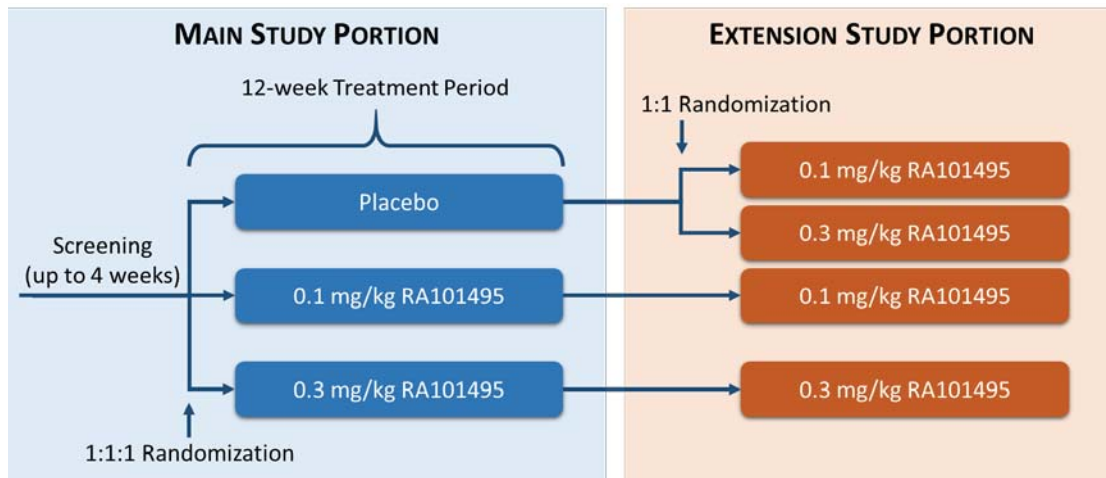 MAIN STUDY PORTION
12-week Treatment Period
Placebo
Screening
(up to 4 weeks)
0.1 mg/kg RA101495
0.3 mg/kg RA101495
1:1:1 Randomization
EXTENSION STUDY PORTION
1:1 Randomization
0.1 mg/kg RA101495
0.3 mg/kg RA101495
0.1 mg/kg RA101495
0.3 mg/kg RA101495